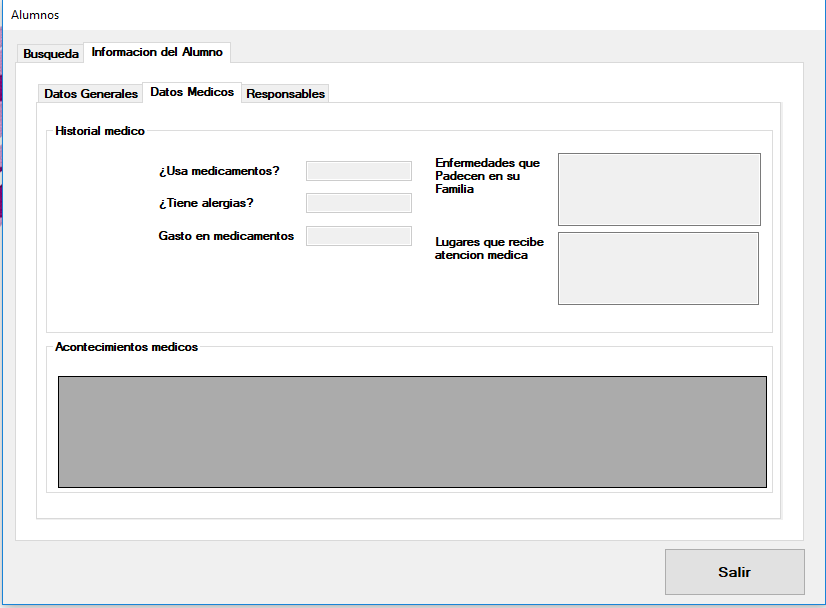 Alumnos
Busqueda
Informacion del Alumno
Datos Generales
Datos Medicos
Responsables
Historial medico
¿Usa medicamentos?
¿Tiene alergias?
Gasto en medicamentos
Enfermedades que
Padecen en su
Familia
Lugares que recibe
atencion medica
Acontecimientos medicos
Salir